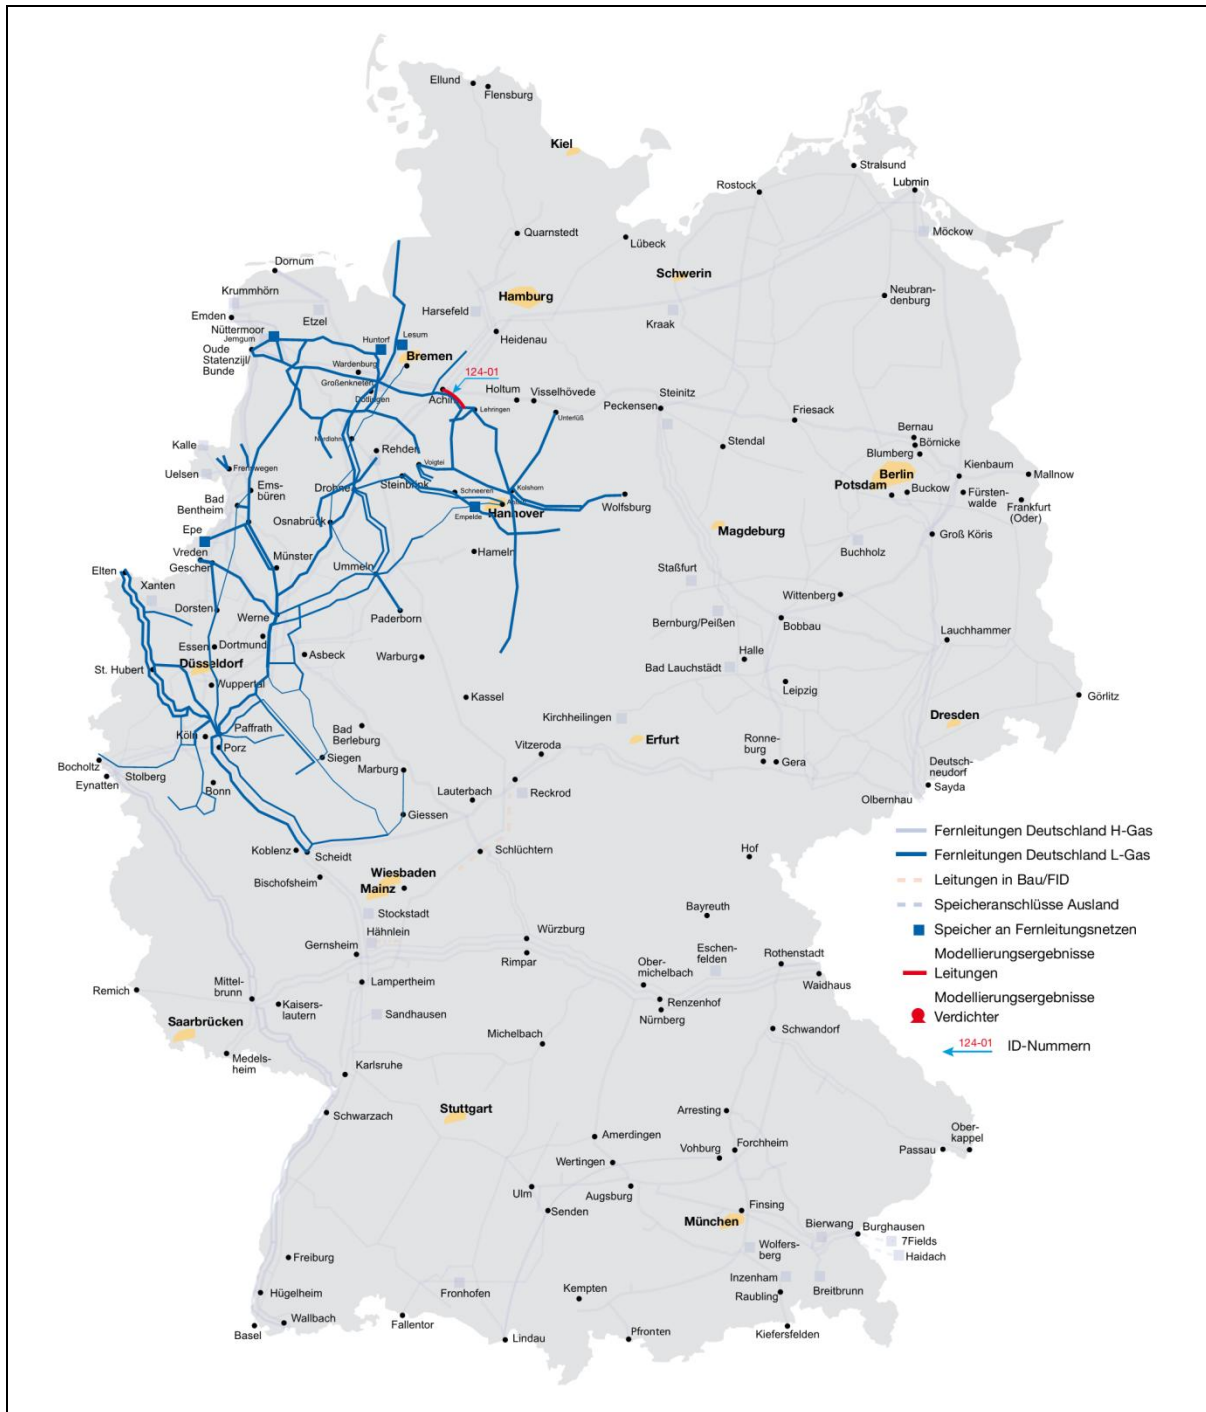 Ellund
Flensburg
Kiel
Stralsund
Rostock
Lubmin
Quarnstedt
Lübeck
Möckow
Dornum
Schwerin
Krummhörn
Hamburg
Neubran-
denburg
Emden
Etzel
Harsefeld
Kraak
Nüttermoor
Jemgum
Huntorf
Lesum
Heidenau
Oude
Statenzijl/
Bunde
Bremen
Wardenburg
124-01
Großenkneten
Dötlingen
Achim
Holtum
Visselhövede
Steinitz
Lehringen
Peckensen
Unterlüß
Friesack
Bernau
Börnicke
Blumberg
Kalle
Nordlohne
Rehden
Stendal
Uelsen
Frenswegen
Voigtei
Berlin
Kienbaum
Mallnow
Ems-
büren
Drohne
Steinbrink
Schneeren
Kolshorn
Potsdam
Buckow
Fürsten-
walde
Frankfurt
(Oder)
Bad
Bentheim
Osnabrück
Empelde
Ahlten
Hannover
Wolfsburg
Magdeburg
Epe
Groß Köris
Vreden
Gescher
Münster
Ummeln
Hameln
Buchholz
Elten
Xanten
Staßfurt
Wittenberg
Dorsten
Werne
Paderborn
Bernburg/Peißen
Bobbau
Lauchhammer
Essen
Dortmund
Asbeck
Warburg
Halle
St. Hubert
Düsseldorf
Bad Lauchstädt
Wuppertal
Kassel
Leipzig
Görlitz
Kirchheilingen
Dresden
Köln
Paffrath
Bad
Berleburg
Vitzeroda
Erfurt
Ronne-
burg
Porz
Bocholtz
Siegen
Gera
Deutsch-
neudorf
Eynatten
Stolberg
Marburg
Sayda
Bonn
Lauterbach
Reckrod
Olbernhau
Giessen
Koblenz
Scheidt
Schlüchtern
Hof
Bischofsheim
Wiesbaden
Mainz
Stockstadt
Bayreuth
Hähnlein
Würzburg
Gernsheim
Rimpar
Eschen-
felden
Rothenstadt
Ober-
michelbach
Waidhaus
Remich
Mittel-
brunn
Lampertheim
Kaisers-
lautern
Renzenhof
Saarbrücken
Sandhausen
Nürnberg
Schwandorf
Michelbach
Medels-
heim
Karlsruhe
Schwarzach
Stuttgart
Arresting
Ober-
kappel
Amerdingen
Vohburg
Forchheim
Passau
Wertingen
Ulm
Augsburg
Senden
Finsing
München
Bierwang
Burghausen
7Fields
Haidach
Wolfers-
berg
Freiburg
Inzenham
Hügelheim
Fronhofen
Kempten
Raubling
Breitbrunn
Wallbach
Fallentor
Basel
Lindau
Pfronten
Kiefersfelden
Fernleitungen Deutschland H-Gas
Fernleitungen Deutschland L-Gas
Leitungen in Bau/FID
Speicheranschlüsse Ausland
Speicher an Fernleitungsnetzen
Modellierungsergebnisse
Leitungen
Modellierungsergebnisse
Verdichter
124-01
ID-Nummern